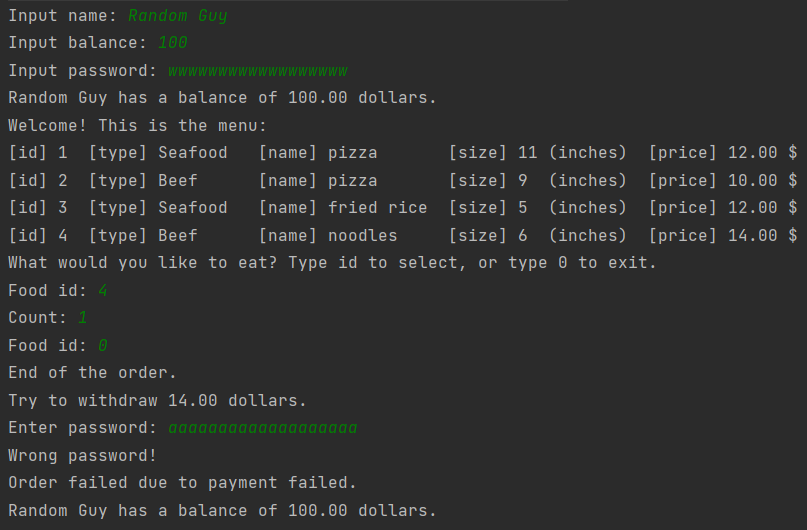 Input name: Random Guy
Input balance: 100
Input password: wwwwwwwwwwwwwwwwww
Random Guy has a balance of 100.00 dollars.
Welcome! This is the menu:
[id] 1  [type] Seafood   [name] pizza       [size] 11 (inches)  [price] 12.00 $
[id] 2  [type] Beef      [name] pizza       [size] 9  (inches)  [price] 10.00 $
[id] 3  [type] Seafood   [name] fried rice  [size] 5  (inches)  [price] 12.00 $
[id] 4  [type] Beef      [name] noodles     [size] 6  (inches)  [price] 14.00 $
What would you like to eat? Type id to select, or type 0 to exit.
Food id: 4
Count: 1
Food id: 0
End of the order.
Try to withdraw 14.00 dollars.
Enter password: aaaaaaaaaaaaaaaaaaa
Wrong password!
Order failed due to payment failed.
Random Guy has a balance of 100.00 dollars.